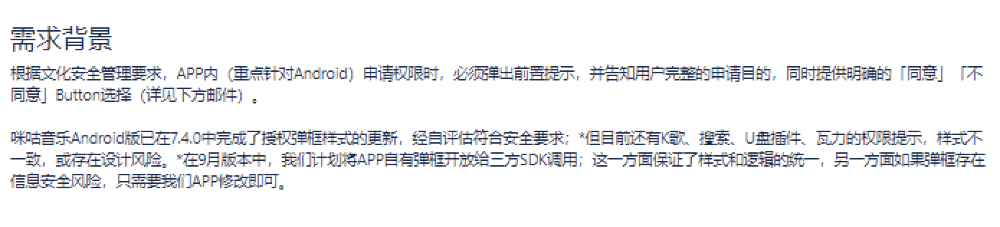 需求背景
根据文化安全管理要求，APP内（重点针对Android）申请权限时，必须弹出前置提示，并告知用户完整的申请目的，同时提供明确的「同意」「不
同意」Button选择（详见下方邮件）。
咪咕音乐Android版已在7.4.0中完成了授权弹框样式的更新，经自评估符合安全要求；*但目前还有K歌、搜索、U盘插件、瓦力的权限提示，样式不
一致，或存在设计风险。*在9月版本中，我们计划将APP自有弹框开放给三方SDK调用；这一方面保证了样式和逻辑的统一，另一方面如果弹框存在
信息安全风险，只需要我们APP修改即可。